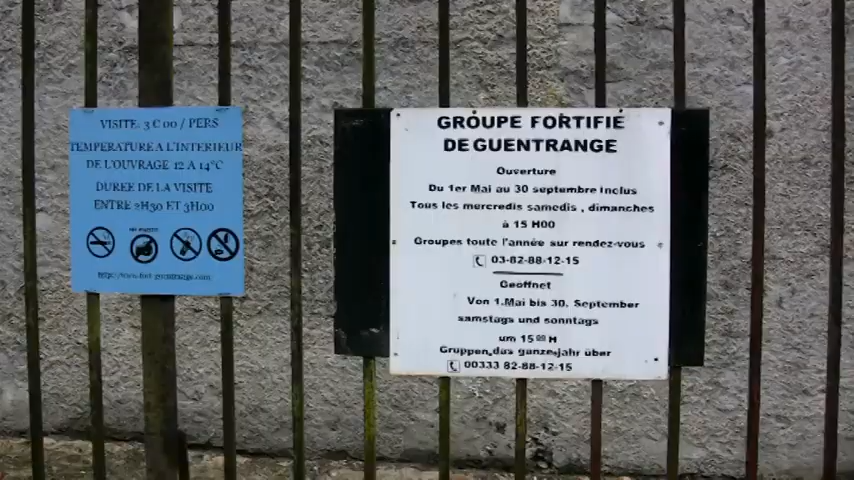 VISITE 3 € 00 / PERS
TEMPERATURE A L'INTERIEUR
DE L'OUVRAGE 12 A 14°C
DUREE DE LA VISITE
ENTRE 2H30 ET 3H00
GROUPE FORTIFIE
DE GUENTRANGE
OUVERTURE
Du 1er Mai au 30 septembre inclus
Tous les mercredis samedis , dimanches
à 15 H00
Groupes toute l'année sur rendez-vous
03-82-88-12-15
Geoffnet
Von 1.Mai bis 30. September
samstags und sonntags
um 15 00 H
Gruppen,das ganze,jahr über
00333 82-88-12-15